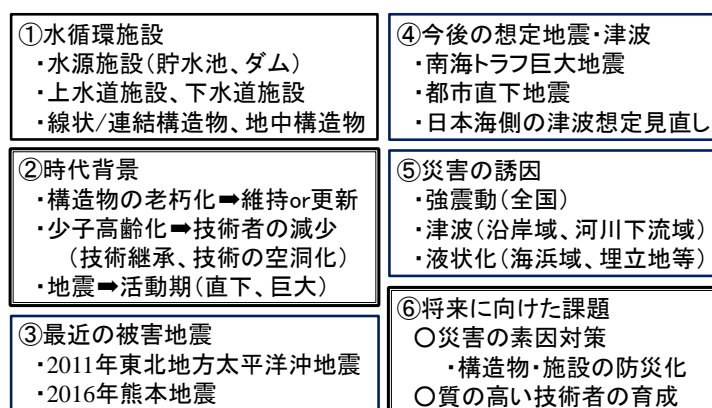 ①水循環施設
・水源施設(貯水池、ダム)
・上水道施設、下水道施設
・線状/連結構造物、地中構造物
②時代背景
・構造物の老朽化➡維持or更新
・少子高齢化➡技術者の減少
(技術継承、技術の空洞化)
・地震➡活動期(直下、巨大)
③最近の被害地震
・2011年東北地方太平洋沖地震
・2016年熊本地震
④今後の想定地震・津波
・南海トラフ巨大地震
・都市直下地震
・日本海側の津波想定見直し
⑤災害の誘因
・強震動(全国)
・津波(沿岸域、河川下流域)
・液状化(海浜域、埋立地等)
⑥将来に向けた課題
〇災害の素因対策
・構造物・施設の防災化
〇質の高い技術者の育成